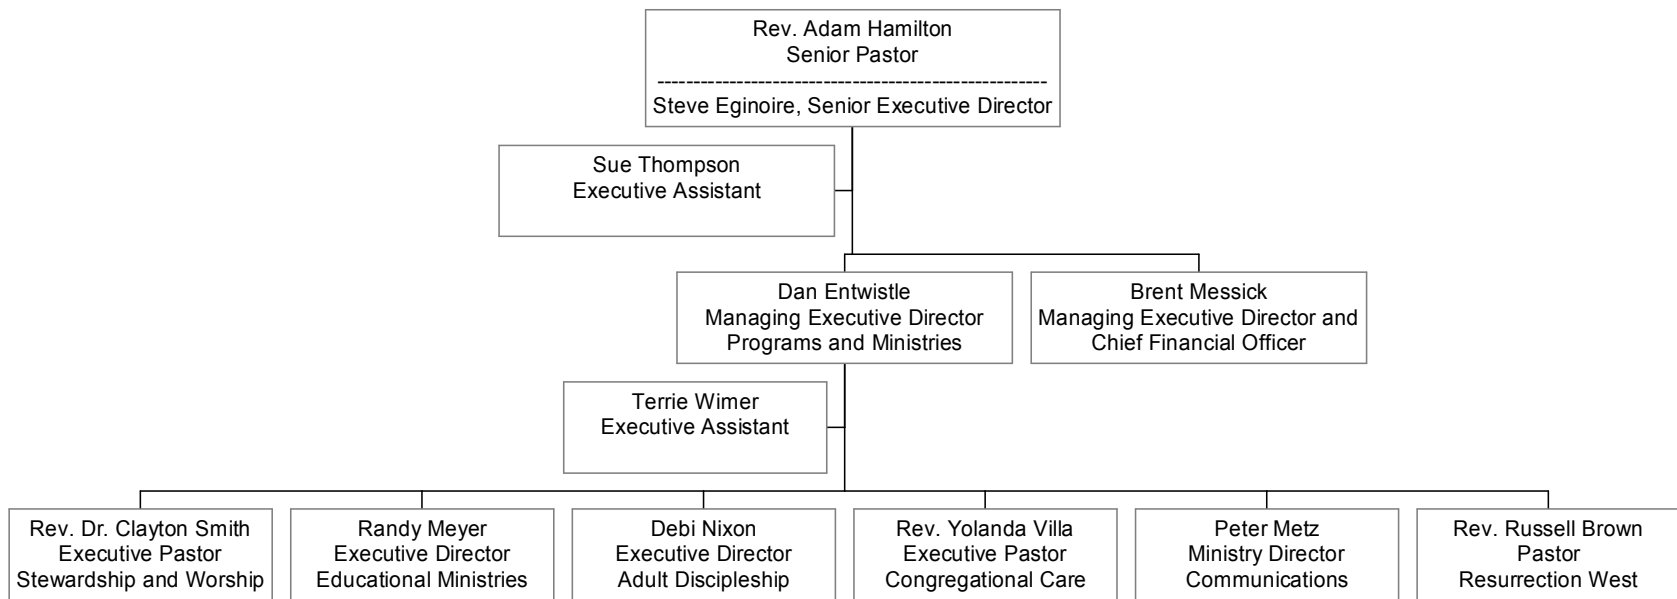 Rev. Adam Hamilton
Senior Pastor
------------------------------------------------------
Steve Eginoire, Senior Executive Director
Sue Thompson
Executive Assistant
Dan Entwistle
Managing Executive Director
Programs and Ministries
Brent Messick
Managing Executive Director and
Chief Financial Officer
Terrie Wimer
Executive Assistant
Rev. Dr. Clayton Smith
Executive Pastor
Stewardship and Worship
Randy Meyer
Executive Director
Educational Ministries
Debi Nixon
Executive Director
Adult Discipleship
Rev. Yolanda Villa
Executive Pastor
Congregational Care
Peter Metz
Ministry Director
Communications
Rev. Russell Brown
Pastor
Resurrection West